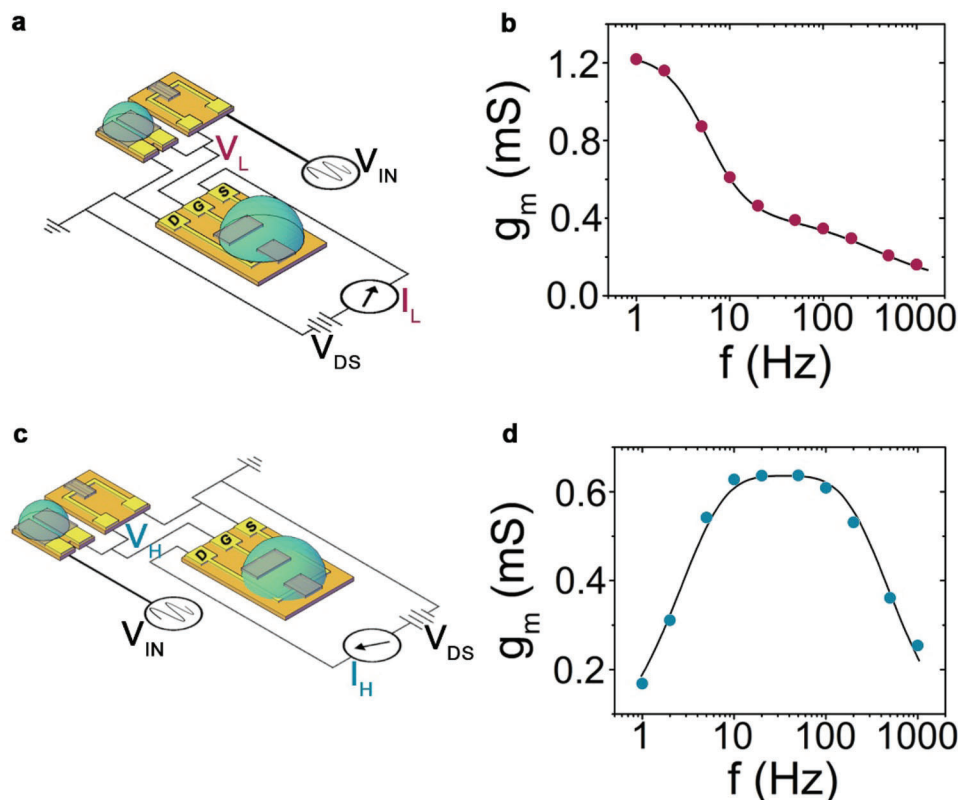 a
V_L
V_IN
D G S
I_L
V_DS
b
g_m (mS)
1.2
0.8
0.4
0.0
1 10 100 1000
f (Hz)
c
V_H
V_IN
D G S
I_H
V_DS
d
g_m (mS)
0.6
0.4
0.2
1 10 100 1000
f (Hz)